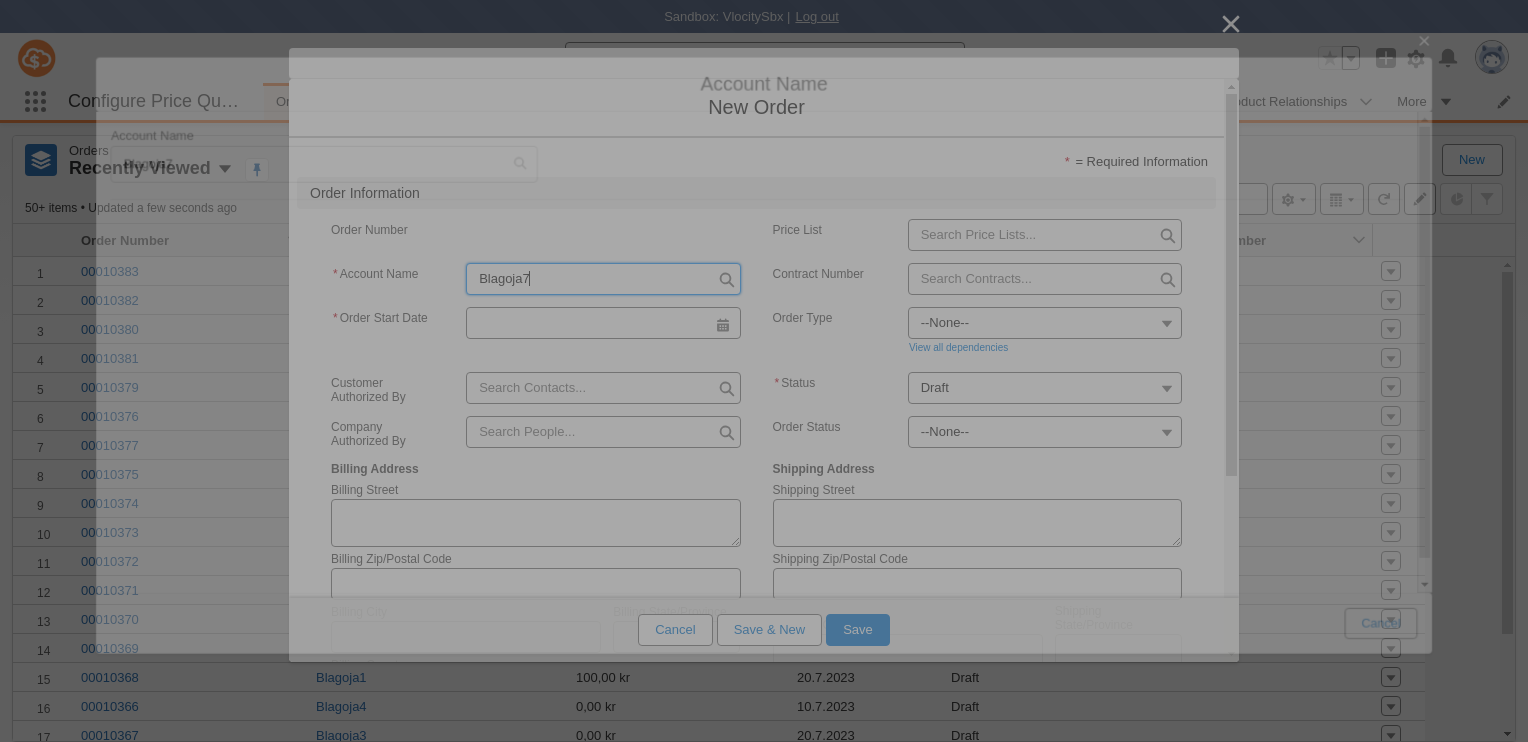 Sandbox: VlocitySbx | Log out
Configure Price Qu…
Or
oduct Relationships
More
Account Name
New Order
Account Name
Blagoja7
Orders
Recently Viewed
New
* = Required Information
50+ items • Updated a few seconds ago
Order Information
Order Number
mber
Order Number
Price List
Search Price Lists...
*Account Name
Blagoja7
Contract Number
Search Contracts...
*Order Start Date
Order Type
--None--
View all dependencies
Customer
Authorized By
Search Contacts...
*Status
Draft
Company
Authorized By
Search People...
Order Status
--None--
Billing Address
Shipping Address
Billing Street
Shipping Street
Billing Zip/Postal Code
Shipping Zip/Postal Code
Billing City
Shipping
State/Province
Cancel
Save & New
Save
Cancel
1 00010383
2 00010382
3 00010380
4 00010381
5 00010379
6 00010376
7 00010377
8 00010375
9 00010374
10 00010373
11 00010372
12 00010371
13 00010370
14 00010369
15 00010368 Blagoja1 100,00 kr 20.7.2023 Draft
16 00010366 Blagoja4 0,00 kr 10.7.2023 Draft
17 00010367 Blagoja3 0,00 kr 20.7.2023 Draft